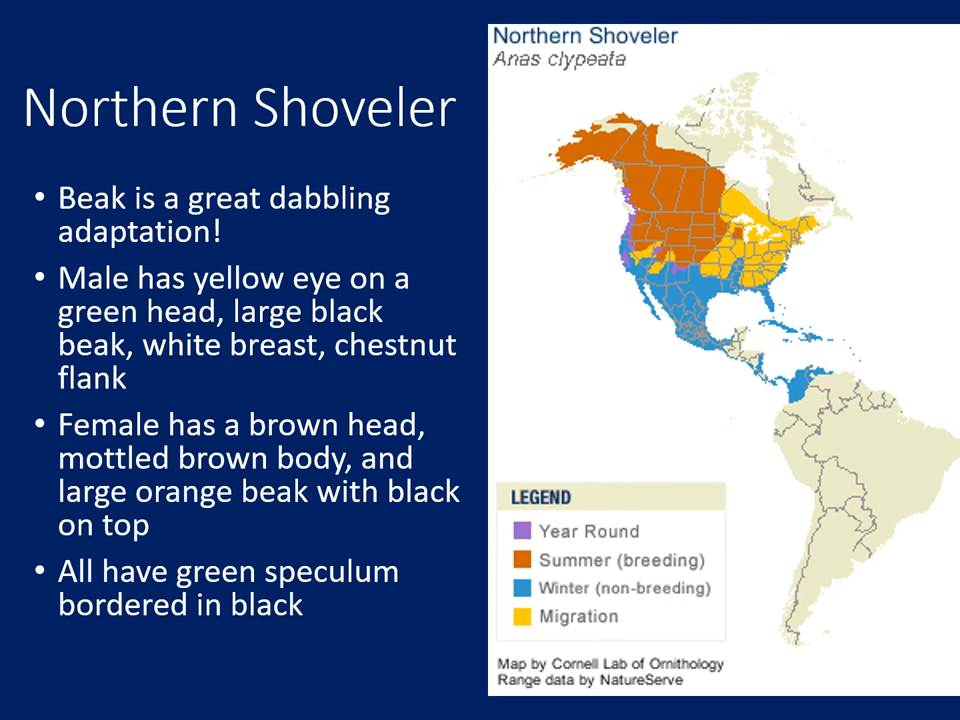 Northern Shoveler
• Beak is a great dabbling
adaptation!
• Male has yellow eye on a
green head, large black
beak, white breast, chestnut
flank
• Female has a brown head,
mottled brown body, and
large orange beak with black
on top
• All have green speculum
bordered in black
Northern Shoveler
Anas clypeata
LEGEND
Year Round
Summer (breeding)
Winter (non-breeding)
Migration
Map by Cornell Lab of Ornithology
Range data by NatureServe